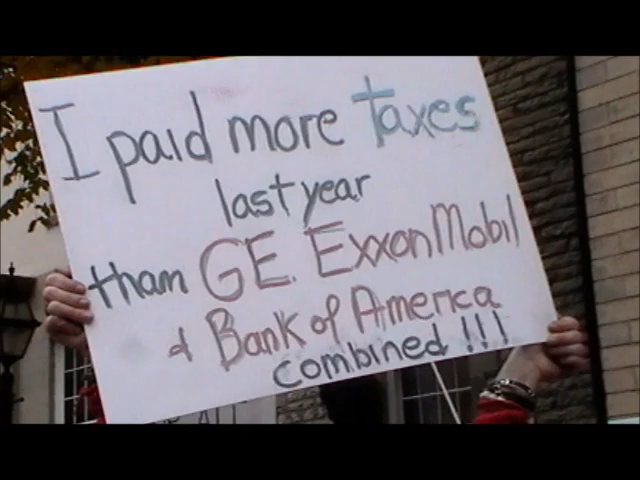 I paid more taxes
last year
than GE. ExxonMobil
& Bank of America
combined!!!